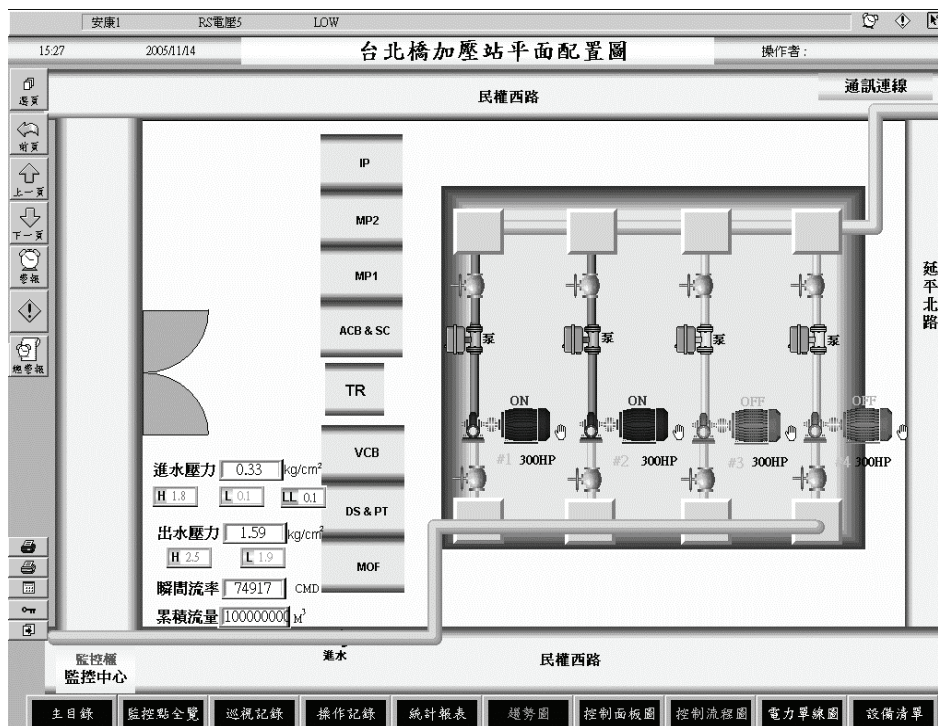 安康1 RS電壓5 LOW
15:27 2005/11/14 台北橋加壓站平面配置圖 操作者:
選頁
前頁
上一頁
下一頁
警報
總警報
民權西路
通訊連線
延平北路
IP
MP2
MP1
ACB & SC
TR
VCB
DS & PT
MOF
泵 泵 泵 泵
ON ON OFF OFF
#1 300HP #2 300HP #3 300HP #4 300HP
進水壓力 0.33 kg/cm²
H 1.8 L 0.1 LL 0.1
出水壓力 1.59 kg/cm²
H 2.5 L 1.9
瞬間流率 74917 CMD
累積流量 100000000 M³
進水
民權西路
監控櫃
監控中心
主目錄 監控點全覽 巡視記錄 操作記錄 統計報表 趨勢圖 控制面板圖 控制流程圖 電力單線圖 設備清單